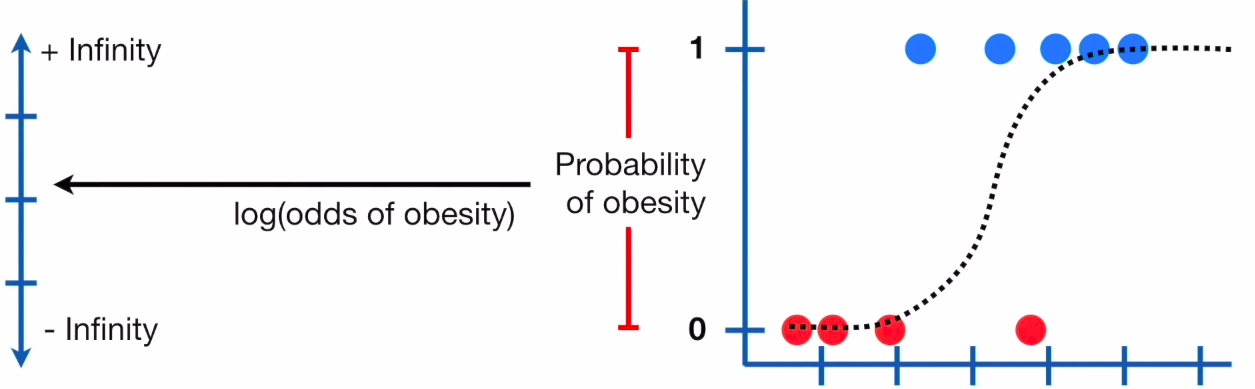 + Infinity
log(odds of obesity)
- Infinity
Probability
of obesity
1
0